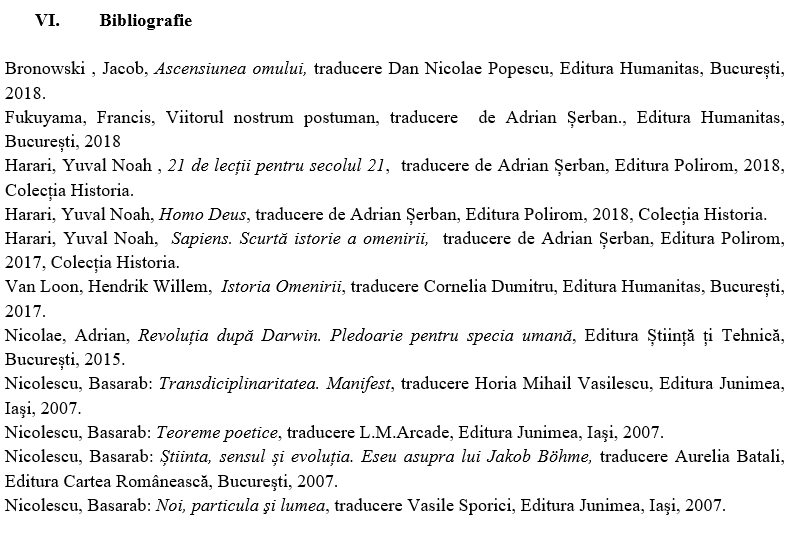 VI. Bibliografie
Bronowski , Jacob, Ascensiunea omului, traducere Dan Nicolae Popescu, Editura Humanitas, București,
2018.
Fukuyama, Francis, Viitorul nostrum postuman, traducere de Adrian Șerban., Editura Humanitas,
București, 2018
Harari, Yuval Noah , 21 de lecții pentru secolul 21, traducere de Adrian Șerban, Editura Polirom, 2018,
Colecția Historia.
Harari, Yuval Noah, Homo Deus, traducere de Adrian Șerban, Editura Polirom, 2018, Colecția Historia.
Harari, Yuval Noah, Sapiens. Scurtă istorie a omenirii, traducere de Adrian Șerban, Editura Polirom,
2017, Colecția Historia.
Van Loon, Hendrik Willem, Istoria Omenirii, traducere Cornelia Dumitru, Editura Humanitas, București,
2017.
Nicolae, Adrian, Revoluția după Darwin. Pledoarie pentru specia umană, Editura Știință ți Tehnică,
București, 2015.
Nicolescu, Basarab: Transdiciplinaritatea. Manifest, traducere Horia Mihail Vasilescu, Editura Junimea,
Iaşi, 2007.
Nicolescu, Basarab: Teoreme poetice, traducere L.M.Arcade, Editura Junimea, Iaşi, 2007.
Nicolescu, Basarab: Știinta, sensul și evoluția. Eseu asupra lui Jakob Böhme, traducere Aurelia Batali,
Editura Cartea Românească, Bucureşti, 2007.
Nicolescu, Basarab: Noi, particula şi lumea, traducere Vasile Sporici, Editura Junimea, Iaşi, 2007.